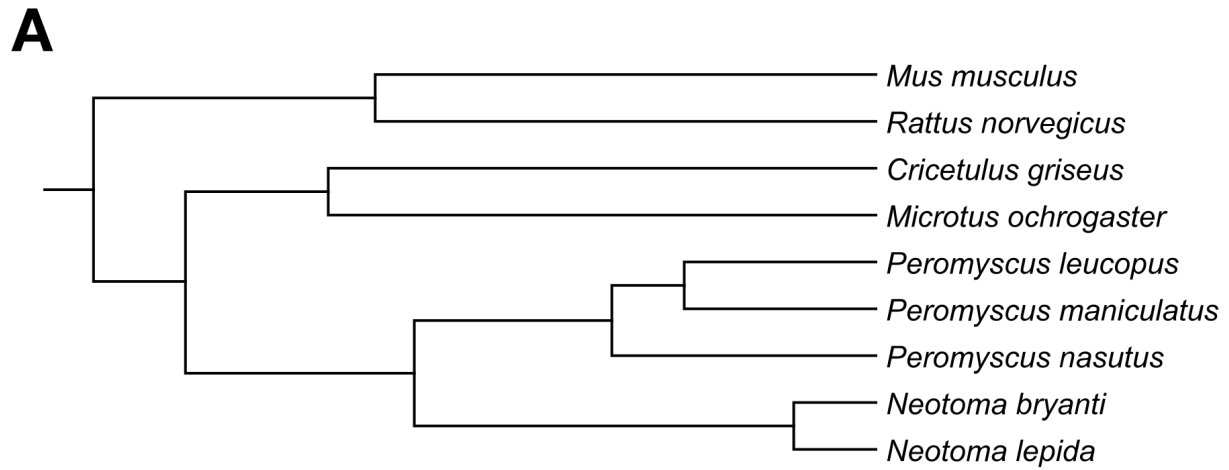 A
Mus musculus
Rattus norvegicus
Cricetulus griseus
Microtus ochrogaster
Peromyscus leucopus
Peromyscus maniculatus
Peromyscus nasutus
Neotoma bryanti
Neotoma lepida